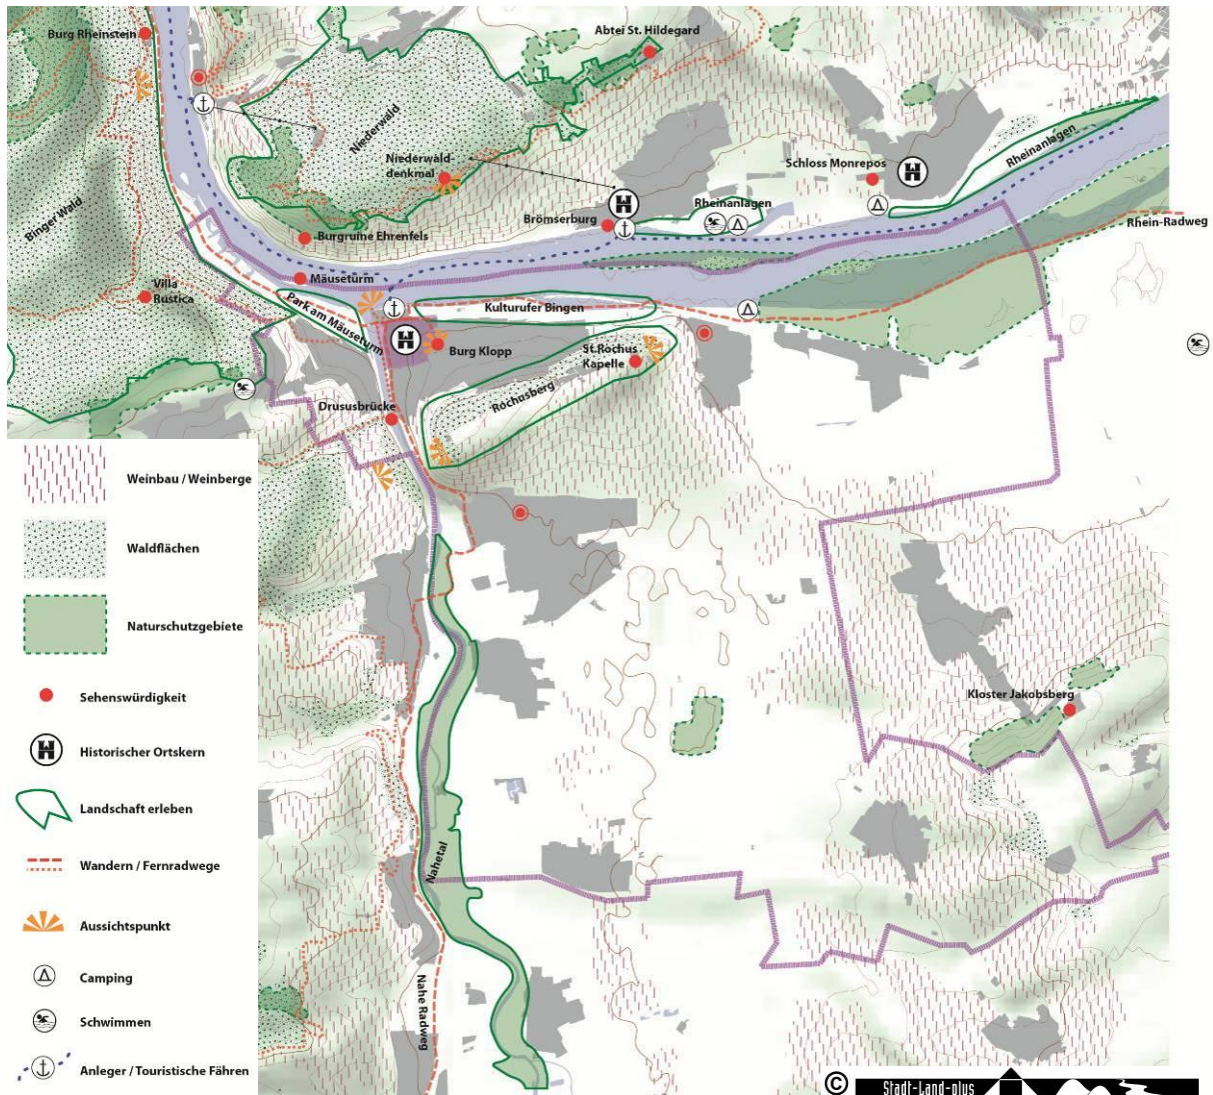 Burg Rheinstein
Abtei St. Hildegard
Niederwald
Niederwald-
denkmal
Schloss Monrepos
Rheinanlagen
Rheinanlagen
Brömserburg
Rhein-Radweg
Binger Wald
Burgruine Ehrenfels
Mäuseturm
Villa
Rustica
Park am Mäuseturm
Kulturufer Bingen
Burg Klopp
St.Rochus
Kapelle
Rochusberg
Drususbrücke
Weinbau / Weinberge
Waldflächen
Naturschutzgebiete
Sehenswürdigkeit
Kloster Jakobsberg
Historischer Ortskern
Landschaft erleben
Wandern / Fernradwege
Nahetal
Aussichtspunkt
Camping
Nahe Radweg
Schwimmen
Anleger / Touristische Fähren
© Stadt-Land-plus